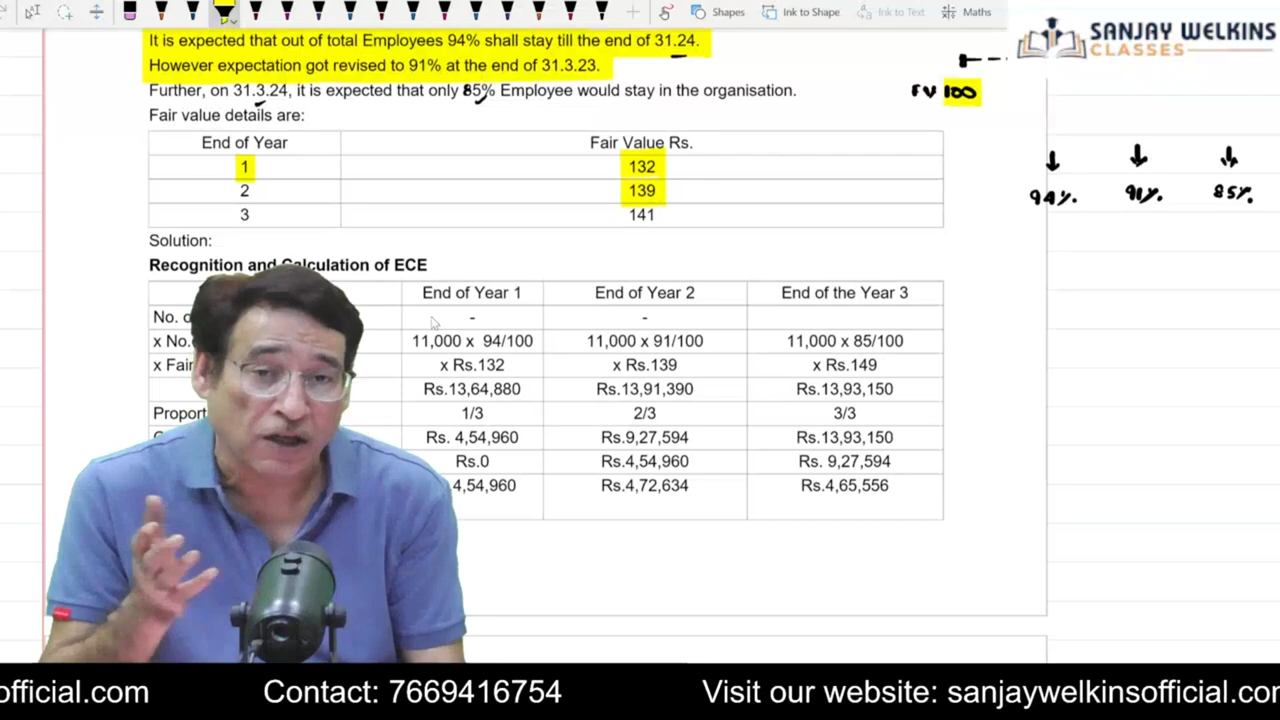 Shapes
Ink to Shape
Ink to Text
Maths
SANJAY WELKINS
CLASSES
It is expected that out of total Employees 94% shall stay till the end of 31.24.
However expectation got revised to 91% at the end of 31.3.23.
Further, on 31.3.24, it is expected that only 85% Employee would stay in the organisation.
FV 100
Fair value details are:
End of Year Fair Value Rs.
1 132
2 139
3 141
94%. 91%. 85%.
Solution:
Recognition and Calculation of ECE
End of Year 1 End of Year 2 End of the Year 3
No. - -
x No. 11,000 x 94/100 11,000 x 91/100 11,000 x 85/100
x Fair x Rs.132 x Rs.139 x Rs.149
Rs.13,64,880 Rs.13,91,390 Rs.13,93,150
Proport 1/3 2/3 3/3
Rs. 4,54,960 Rs.9,27,594 Rs.13,93,150
Rs.0 Rs.4,54,960 Rs. 9,27,594
4,54,960 Rs.4,72,634 Rs.4,65,556
official.com Contact: 7669416754 Visit our website: sanjaywelkinsofficial.co